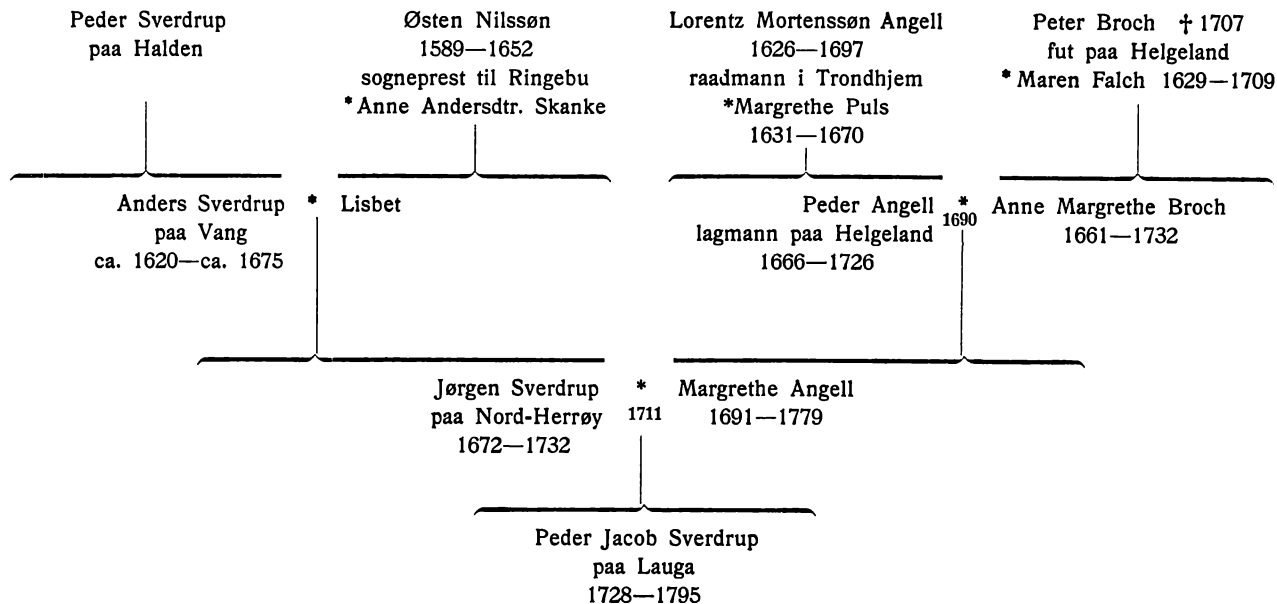 Peder Sverdrup
paa Halden
Østen Nilssøn
1589—1652
sogneprest til Ringebu
*Anne Andersdtr. Skanke
Lorentz Mortenssøn Angell
1626—1697
raadmann i Trondhjem
*Margrethe Puls
1631—1670
Peter Broch † 1707
fut paa Helgeland
*Maren Falch 1629—1709
Anders Sverdrup * Lisbet
paa Vang
ca. 1620—ca. 1675
Peder Angell * Anne Margrethe Broch
lagmann paa Helgeland 1690 1661—1732
1666—1726
Jørgen Sverdrup * Margrethe Angell
paa Nord-Herrøy 1711 1691—1779
1672—1732
Peder Jacob Sverdrup
paa Lauga
1728—1795